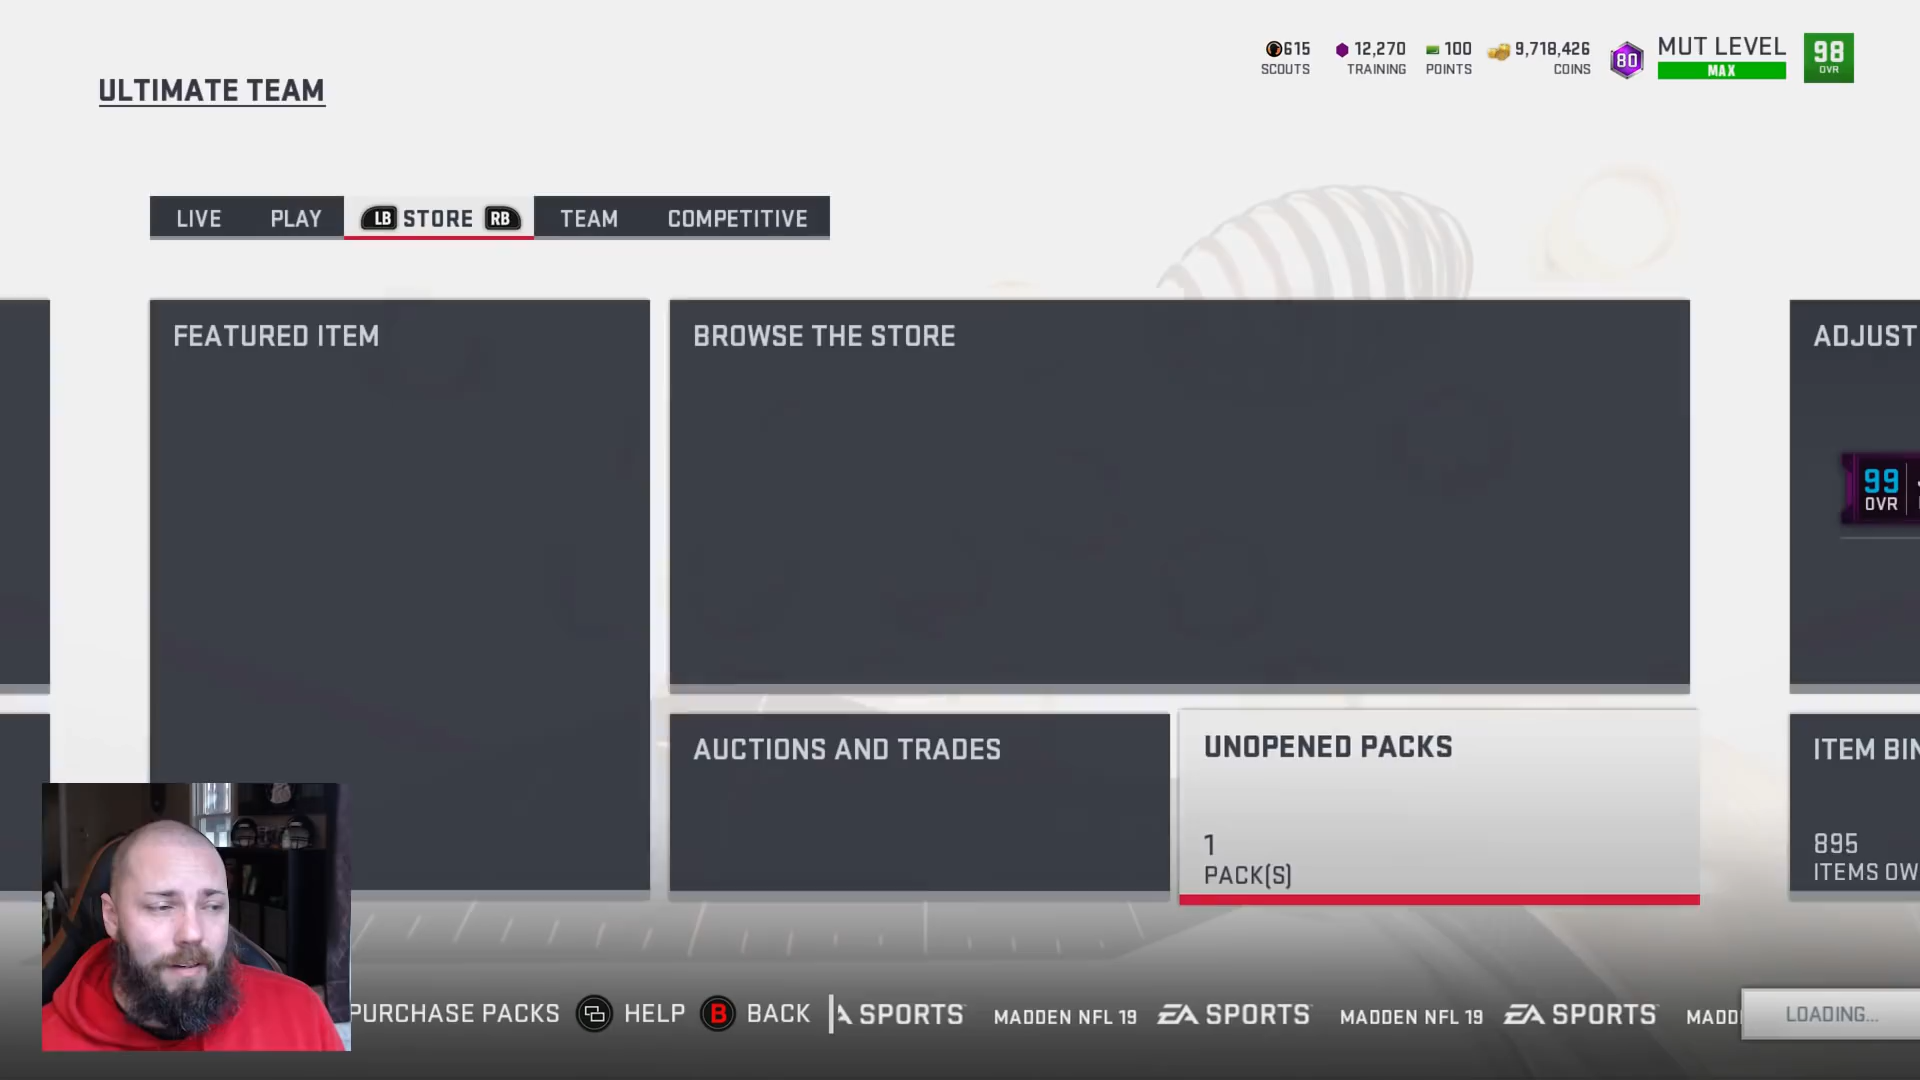 ULTIMATE TEAM
615 SCOUTS
12,270 TRAINING
100 POINTS
9,718,426 COINS
80
MUT LEVEL
MAX
98
OVR
LIVE PLAY LB STORE RB TEAM COMPETITIVE
FEATURED ITEM
BROWSE THE STORE
ADJUST
99
OVR
AUCTIONS AND TRADES
UNOPENED PACKS
1
PACK(S)
ITEM BIN
895
ITEMS OW
PURCHASE PACKS HELP B BACK SPORTS MADDEN NFL 19 EA SPORTS MADDEN NFL 19 EA SPORTS MADD LOADING...